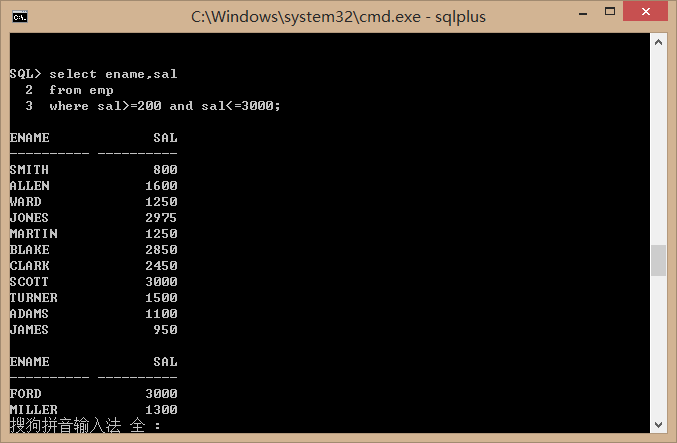 C:\Windows\system32\cmd.exe - sqlplus
SQL> select ename,sal
  2  from emp
  3  where sal>=200 and sal<=3000;
ENAME             SAL
---------- ----------
SMITH             800
ALLEN            1600
WARD             1250
JONES            2975
MARTIN           1250
BLAKE            2850
CLARK            2450
SCOTT            3000
TURNER           1500
ADAMS            1100
JAMES             950
ENAME             SAL
---------- ----------
FORD             3000
MILLER           1300
搜狗拼音输入法 全 :